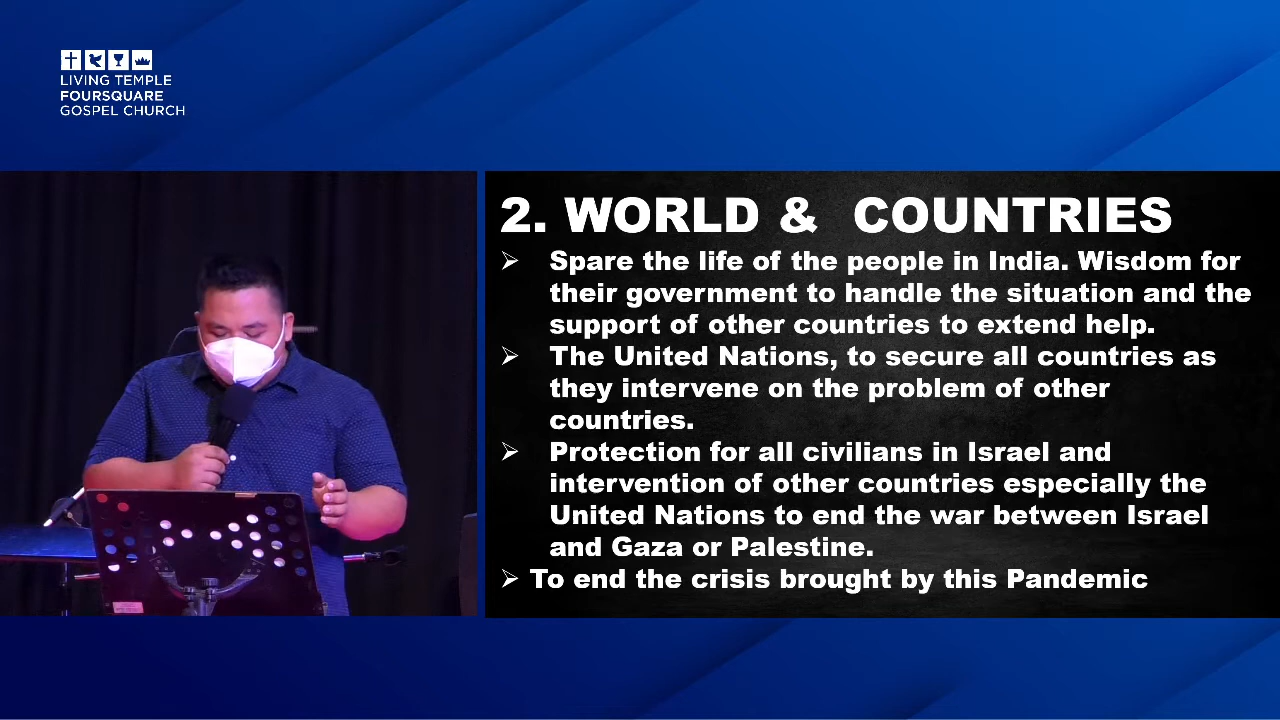 LIVING TEMPLE
FOURSQUARE
GOSPEL CHURCH
2. WORLD & COUNTRIES
➢ Spare the life of the people in India. Wisdom for
their government to handle the situation and the
support of other countries to extend help.
➢ The United Nations, to secure all countries as
they intervene on the problem of other
countries.
➢ Protection for all civilians in Israel and
intervention of other countries especially the
United Nations to end the war between Israel
and Gaza or Palestine.
➢ To end the crisis brought by this Pandemic